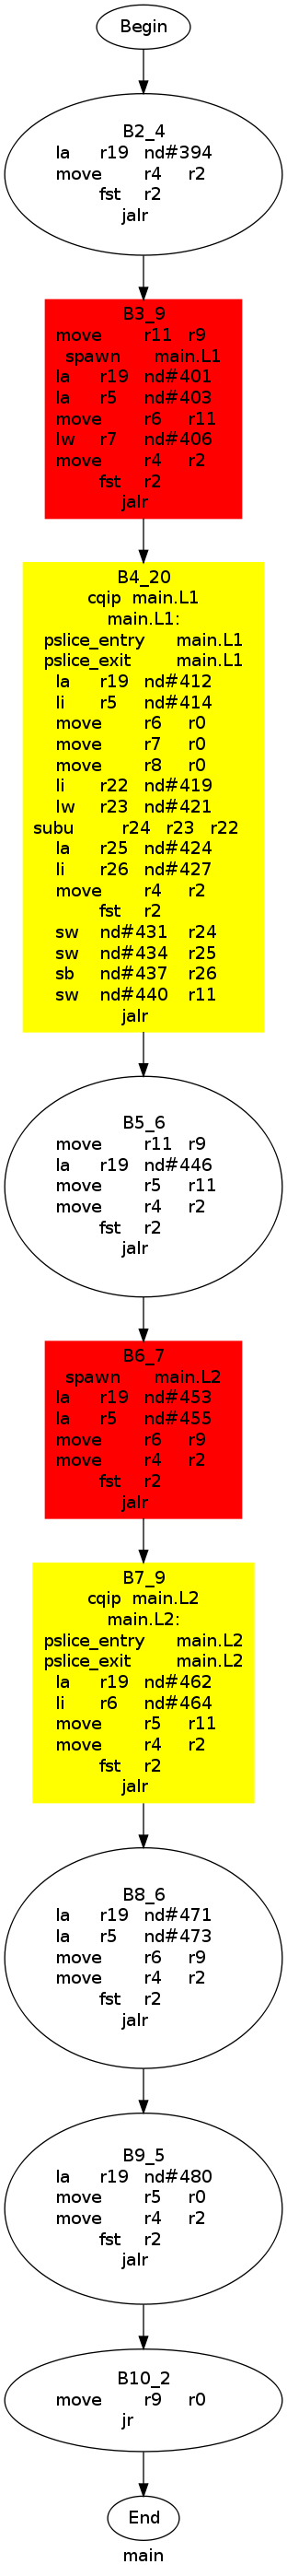 Begin
B2_4
la r19 nd#394
move r4 r2
fst r2
jalr
B3_9
move r11 r9
spawn main.L1
la r19 nd#401
la r5 nd#403
move r6 r11
lw r7 nd#406
move r4 r2
fst r2
jalr
B4_20
cqip main.L1
main.L1:
pslice_entry main.L1
pslice_exit main.L1
la r19 nd#412
li r5 nd#414
move r6 r0
move r7 r0
move r8 r0
li r22 nd#419
lw r23 nd#421
subu r24 r23 r22
la r25 nd#424
li r26 nd#427
move r4 r2
fst r2
sw nd#431 r24
sw nd#434 r25
sb nd#437 r26
sw nd#440 r11
jalr
B5_6
move r11 r9
la r19 nd#446
move r5 r11
move r4 r2
fst r2
jalr
B6_7
spawn main.L2
la r19 nd#453
la r5 nd#455
move r6 r9
move r4 r2
fst r2
jalr
B7_9
cqip main.L2
main.L2:
pslice_entry main.L2
pslice_exit main.L2
la r19 nd#462
li r6 nd#464
move r5 r11
move r4 r2
fst r2
jalr
B8_6
la r19 nd#471
la r5 nd#473
move r6 r9
move r4 r2
fst r2
jalr
B9_5
la r19 nd#480
move r5 r0
move r4 r2
fst r2
jalr
B10_2
move r9 r0
jr
End
main